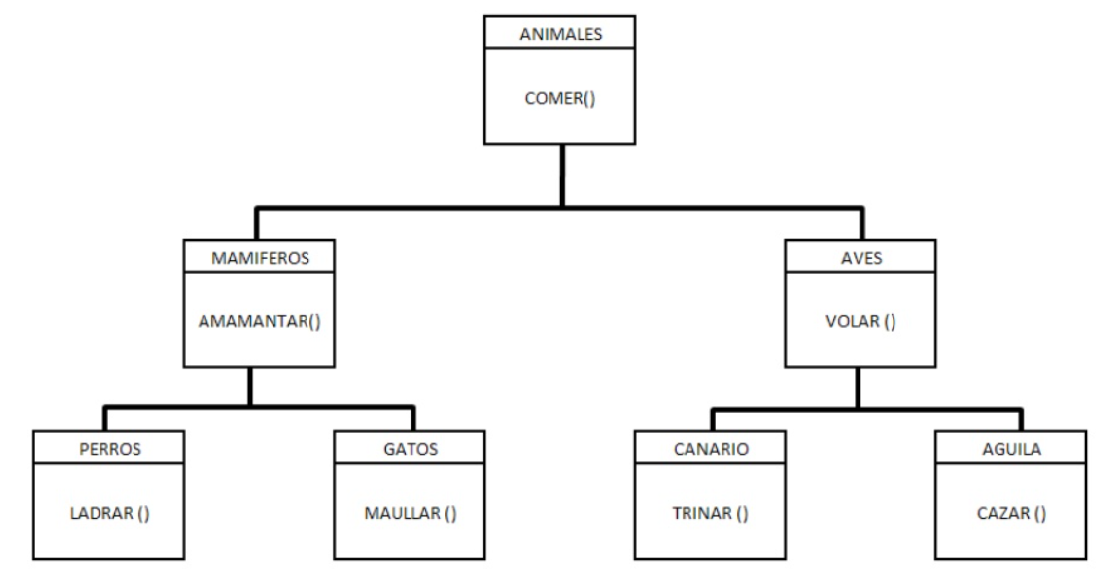 ANIMALES
COMER()
MAMIFEROS
AMAMANTAR()
AVES
VOLAR ()
PERROS
LADRAR ()
GATOS
MAULLAR ()
CANARIO
TRINAR ()
AGUILA
CAZAR ()